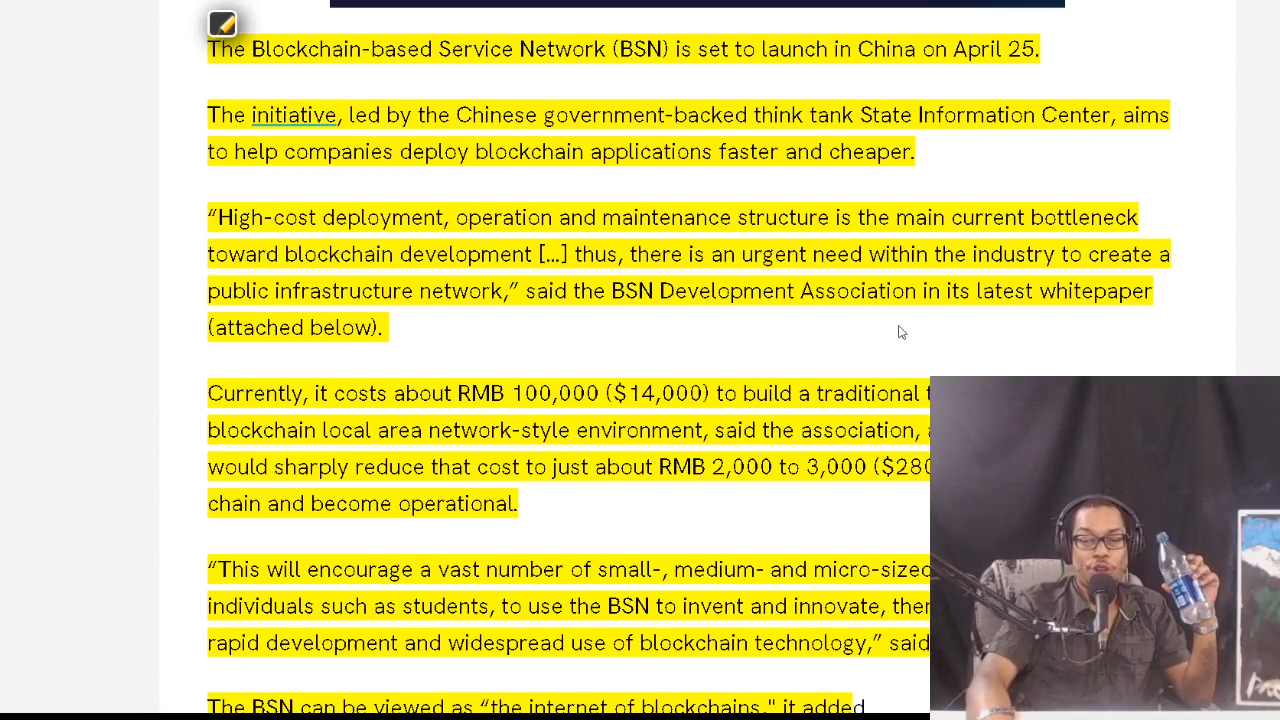 The Blockchain-based Service Network (BSN) is set to launch in China on April 25.
The initiative, led by the Chinese government-backed think tank State Information Center, aims
to help companies deploy blockchain applications faster and cheaper.
“High-cost deployment, operation and maintenance structure is the main current bottleneck
toward blockchain development [...] thus, there is an urgent need within the industry to create a
public infrastructure network,” said the BSN Development Association in its latest whitepaper
(attached below).
Currently, it costs about RMB 100,000 ($14,000) to build a traditional
blockchain local area network-style environment, said the association,
would sharply reduce that cost to just about RMB 2,000 to 3,000 ($280
chain and become operational.
“This will encourage a vast number of small-, medium- and micro-sized
individuals such as students, to use the BSN to invent and innovate,
rapid development and widespread use of blockchain technology,” said
The BSN can be viewed as “the internet of blockchains," it added